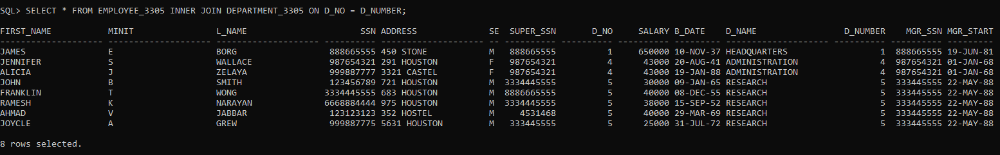 SQL> SELECT * FROM EMPLOYEE_3305 INNER JOIN DEPARTMENT_3305 ON D_NO = D_NUMBER;
FIRST_NAME MINIT L_NAME SSN ADDRESS SE SUPER_SSN D_NO SALARY B_DATE D_NAME D_NUMBER MGR_SSN MGR_START
-------------------- -------------------- -------------------- ---------- -------------------- -- ---------- ---------- ---------- --------- -------------------- ---------- ---------- ---------
JAMES E BORG 888665555 450 STONE M 888665555 1 650000 10-NOV-37 HEADQUARTERS 1 888665555 19-JUN-81
JENNIFER S WALLACE 987654321 291 HOUSTON F 987654321 4 43000 20-AUG-41 ADMINISTRATION 4 987654321 01-JAN-68
ALICIA J ZELAYA 999887777 3321 CASTEL F 987654321 4 43000 19-JAN-88 ADMINISTRATION 4 987654321 01-JAN-68
JOHN B SMITH 123456789 721 HOUSTON M 3334445555 5 30000 09-JAN-65 RESEARCH 5 333445555 22-MAY-88
FRANKLIN T WONG 3334445555 683 HOUSTON M 8886665555 5 40000 08-DEC-55 RESEARCH 5 333445555 22-MAY-88
RAMESH K NARAYAN 6668884444 975 HOUSTON M 3334445555 5 38000 15-SEP-52 RESEARCH 5 333445555 22-MAY-88
AHMAD V JABBAR 123123123 352 HOSTEL M 4531468 5 40000 29-MAR-69 RESEARCH 5 333445555 22-MAY-88
JOYCLE A GREW 999887775 5631 HOUSTON M 333445555 5 25000 31-JUL-72 RESEARCH 5 333445555 22-MAY-88
8 rows selected.